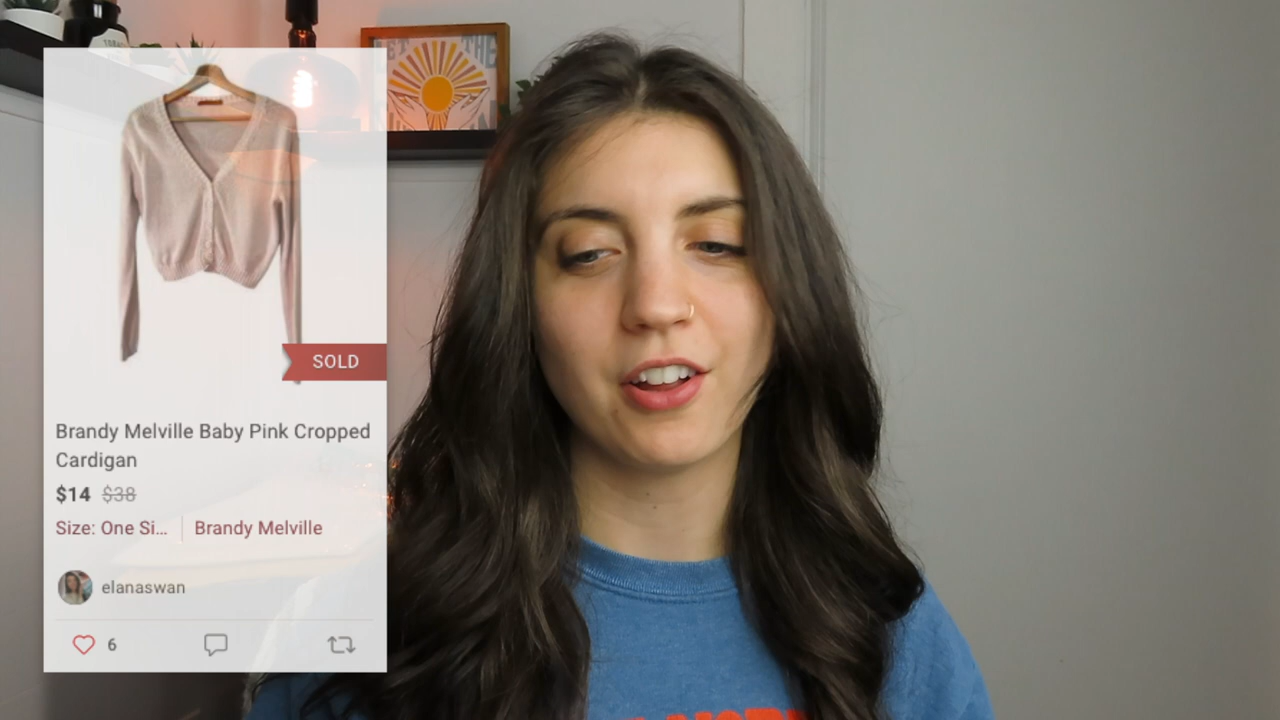 SOLD
Brandy Melville Baby Pink Cropped
Cardigan
$14 $38
Size: One Si... Brandy Melville
elanaswan
6